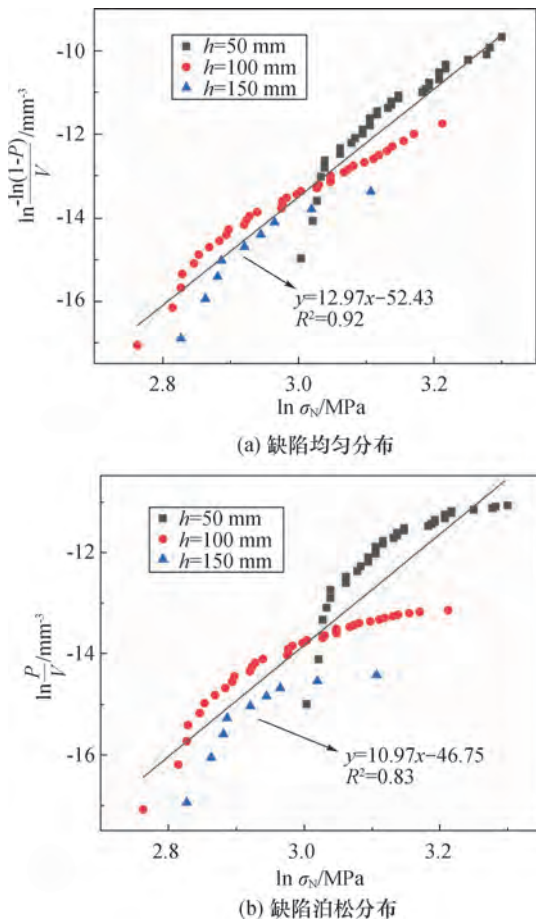 -10
-12
-14
-16
ln -ln(1-P)/V /mm⁻³
h=50 mm
h=100 mm
h=150 mm
y=12.97x−52.43
R²=0.92
2.8 3.0 3.2
ln σN/MPa
(a) 缺陷均匀分布
-12
-14
-16
ln P/V /mm⁻³
h=50 mm
h=100 mm
h=150 mm
y=10.97x−46.75
R²=0.83
2.8 3.0 3.2
ln σN/MPa
(b) 缺陷泊松分布